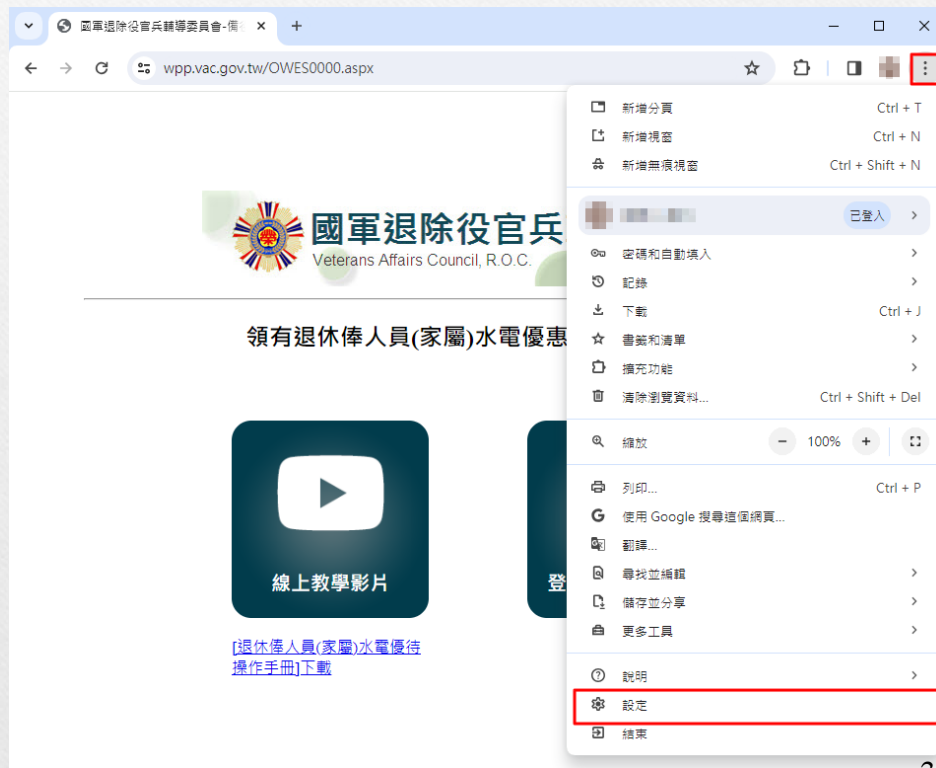 國軍退除役官兵輔導委員會-
wpp.vac.gov.tw/OWES0000.aspx
新增分頁 Ctrl + T
新增視窗 Ctrl + N
新增無痕視窗 Ctrl + Shift + N
已登入
密碼和自動填入
記錄
下載 Ctrl + J
書籤和清單
擴充功能
清除瀏覽資料... Ctrl + Shift + Del
縮放 100%
列印... Ctrl + P
使用 Google 搜尋這個網頁...
翻譯...
尋找並編輯
儲存並分享
更多工具
說明
設定
結束
國軍退除役官兵
Veterans Affairs Council, R.O.C.
領有退休俸人員(家屬)水電優惠
線上教學影片
登
[退休俸人員(家屬)水電優待
操作手冊]下載